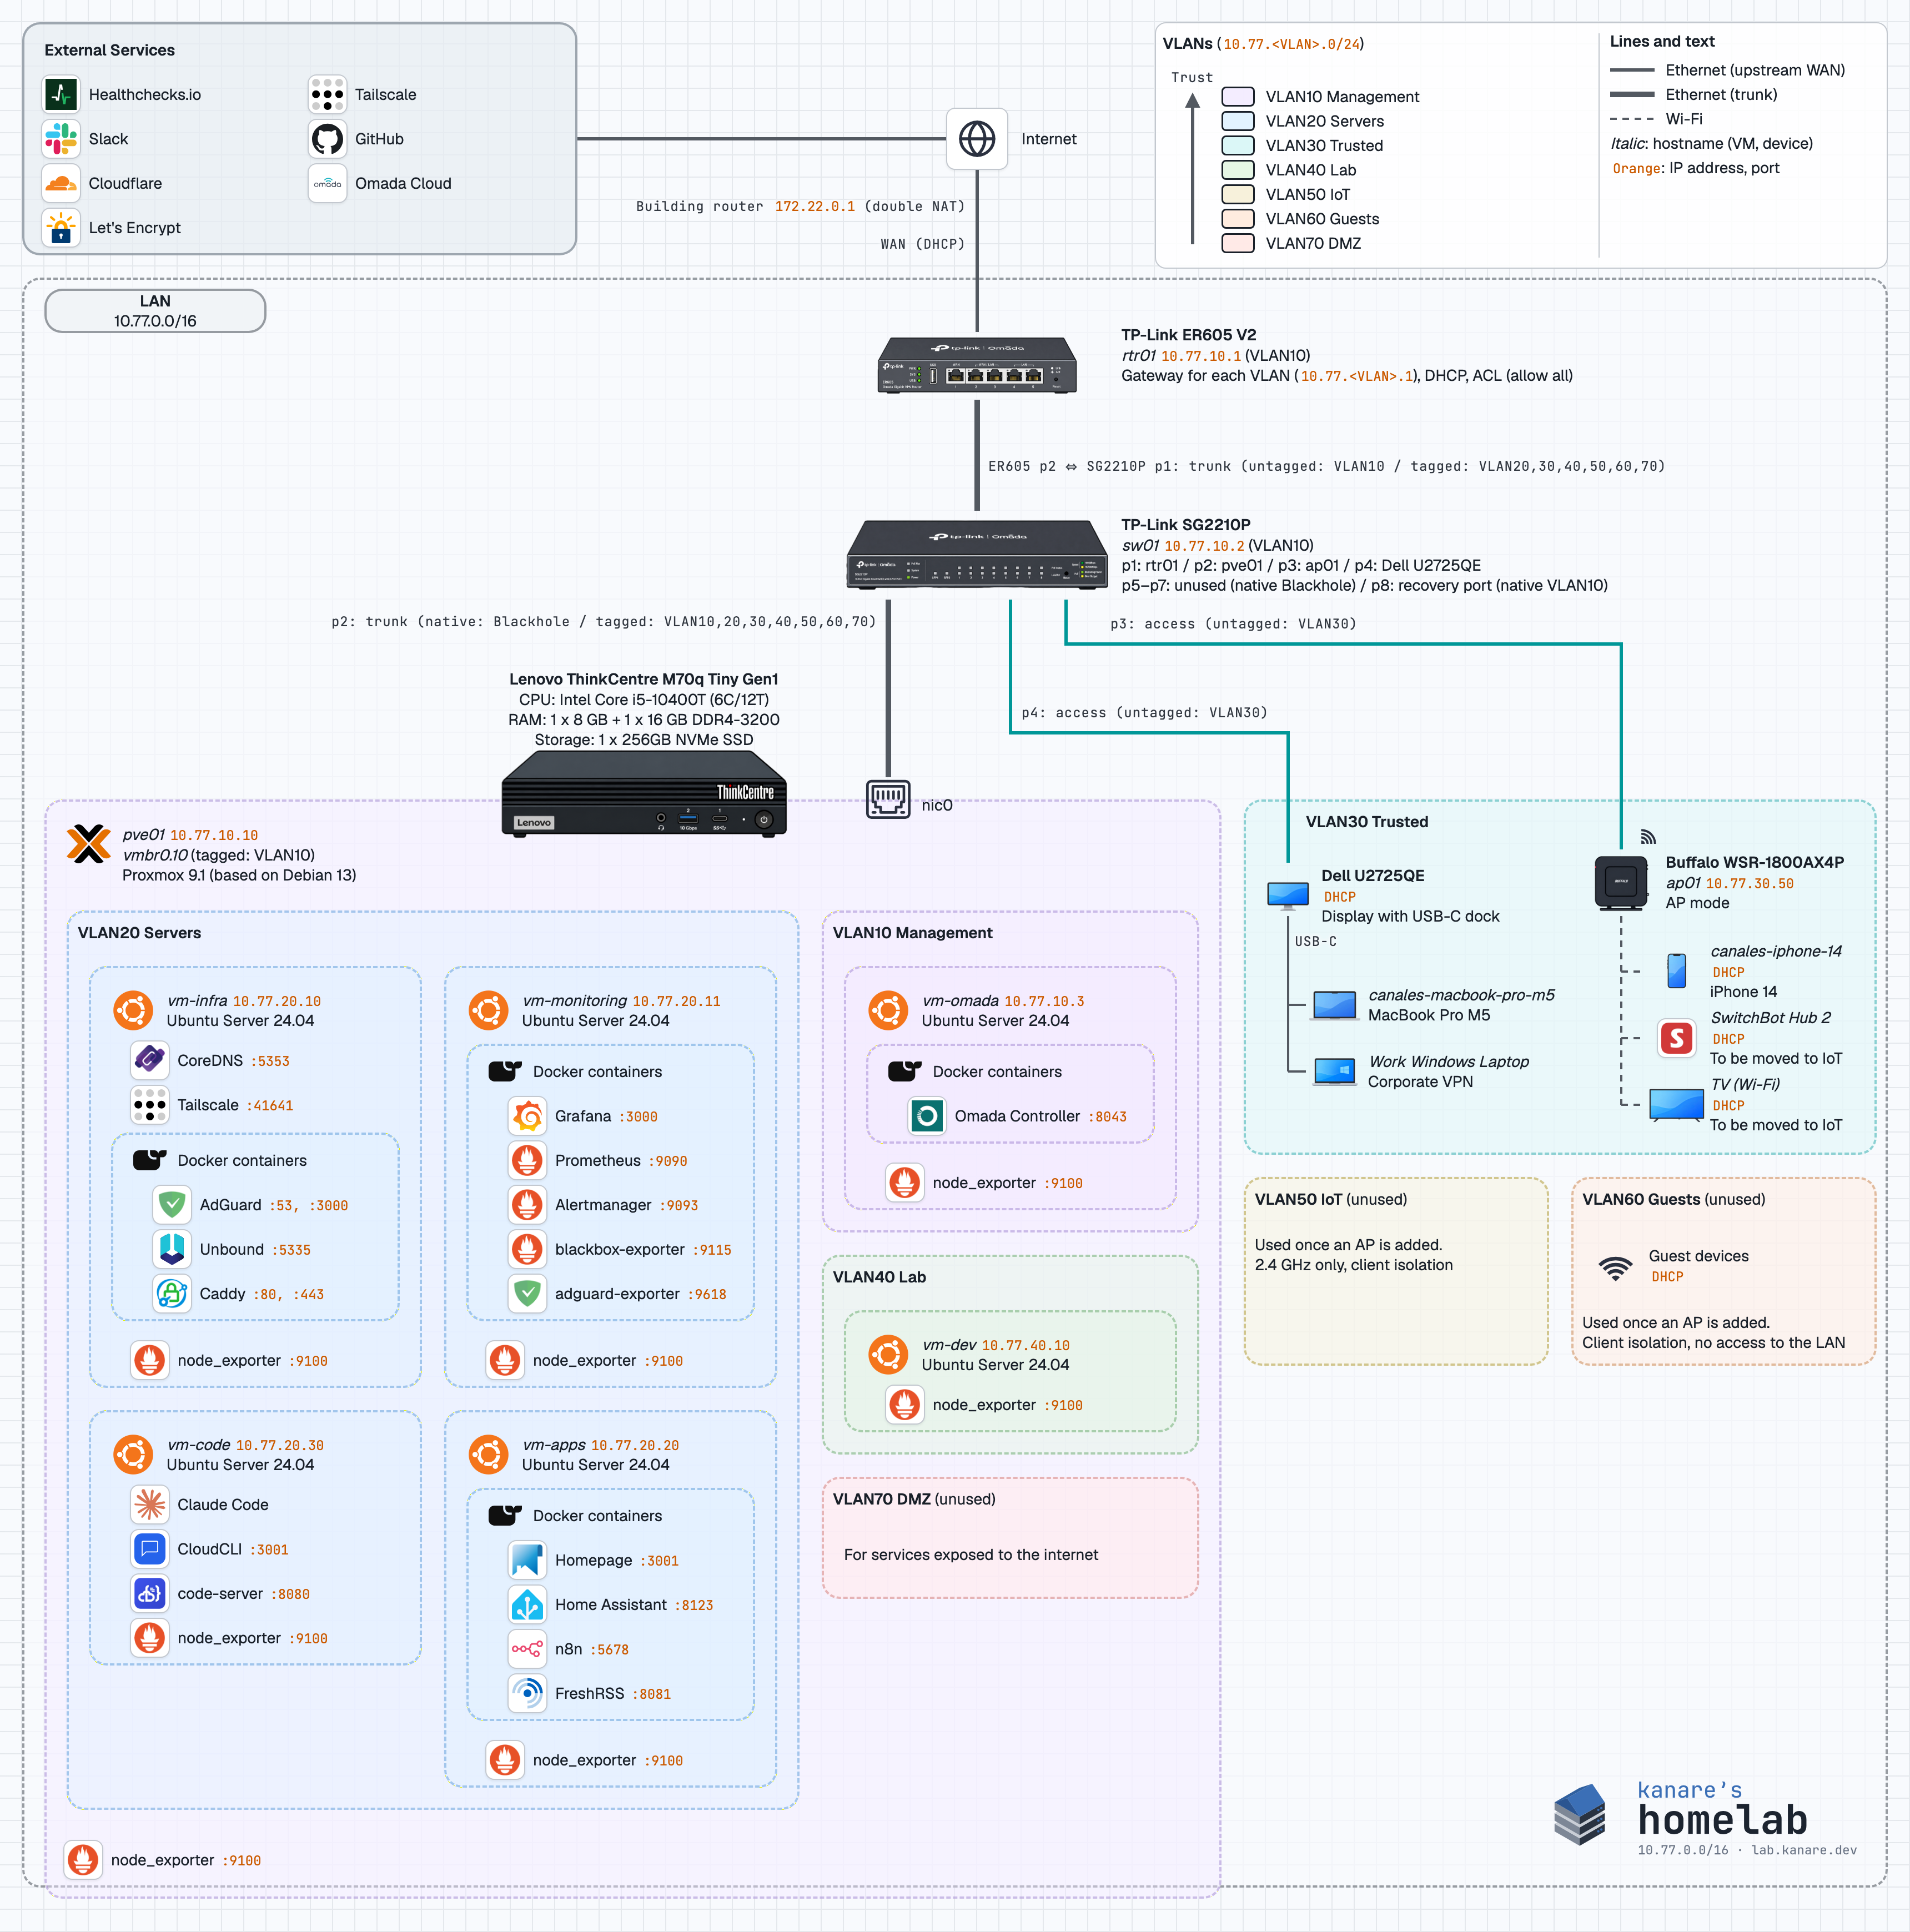 External Services
Healthchecks.io
Tailscale
Slack
GitHub
Cloudflare
omada
Omada Cloud
Let's Encrypt
Internet
Building router 172.22.0.1 (double NAT)
WAN (DHCP)
VLANs (10.77.<VLAN>.0/24)
Trust
VLAN10 Management
VLAN20 Servers
VLAN30 Trusted
VLAN40 Lab
VLAN50 IoT
VLAN60 Guests
VLAN70 DMZ
Lines and text
Ethernet (upstream WAN)
Ethernet (trunk)
Wi-Fi
Italic: hostname (VM, device)
Orange: IP address, port
LAN
10.77.0.0/16
tp-link | Omada
TP-Link ER605 V2
rtr01 10.77.10.1 (VLAN10)
Gateway for each VLAN (10.77.<VLAN>.1), DHCP, ACL (allow all)
ER605 p2 ⇔ SG2210P p1: trunk (untagged: VLAN10 / tagged: VLAN20,30,40,50,60,70)
tp-link | Omada
TP-Link SG2210P
sw01 10.77.10.2 (VLAN10)
p1: rtr01 / p2: pve01 / p3: ap01 / p4: Dell U2725QE
p5–p7: unused (native Blackhole) / p8: recovery port (native VLAN10)
p2: trunk (native: Blackhole / tagged: VLAN10,20,30,40,50,60,70)
p3: access (untagged: VLAN30)
p4: access (untagged: VLAN30)
Lenovo ThinkCentre M70q Tiny Gen1
CPU: Intel Core i5-10400T (6C/12T)
RAM: 1 x 8 GB + 1 x 16 GB DDR4-3200
Storage: 1 x 256GB NVMe SSD
ThinkCentre
Lenovo
nic0
pve01 10.77.10.10
vmbr0.10 (tagged: VLAN10)
Proxmox 9.1 (based on Debian 13)
VLAN20 Servers
vm-infra 10.77.20.10
Ubuntu Server 24.04
CoreDNS :5353
Tailscale :41641
Docker containers
AdGuard :53, :3000
Unbound :5335
Caddy :80, :443
node_exporter :9100
vm-monitoring 10.77.20.11
Ubuntu Server 24.04
Docker containers
Grafana :3000
Prometheus :9090
Alertmanager :9093
blackbox-exporter :9115
adguard-exporter :9618
node_exporter :9100
vm-code 10.77.20.30
Ubuntu Server 24.04
Claude Code
CloudCLI :3001
code-server :8080
node_exporter :9100
vm-apps 10.77.20.20
Ubuntu Server 24.04
Docker containers
Homepage :3001
Home Assistant :8123
n8n :5678
FreshRSS :8081
node_exporter :9100
node_exporter :9100
VLAN10 Management
vm-omada 10.77.10.3
Ubuntu Server 24.04
Docker containers
Omada Controller :8043
node_exporter :9100
VLAN40 Lab
vm-dev 10.77.40.10
Ubuntu Server 24.04
node_exporter :9100
VLAN70 DMZ (unused)
For services exposed to the internet
VLAN30 Trusted
Dell U2725QE
DHCP
Display with USB-C dock
USB-C
canales-macbook-pro-m5
MacBook Pro M5
Work Windows Laptop
Corporate VPN
Buffalo WSR-1800AX4P
ap01 10.77.30.50
AP mode
canales-iphone-14
DHCP
iPhone 14
SwitchBot Hub 2
DHCP
To be moved to IoT
TV (Wi-Fi)
DHCP
To be moved to IoT
VLAN50 IoT (unused)
Used once an AP is added.
2.4 GHz only, client isolation
VLAN60 Guests (unused)
Guest devices
DHCP
Used once an AP is added.
Client isolation, no access to the LAN
kanare's
homelab
10.77.0.0/16 · lab.kanare.dev